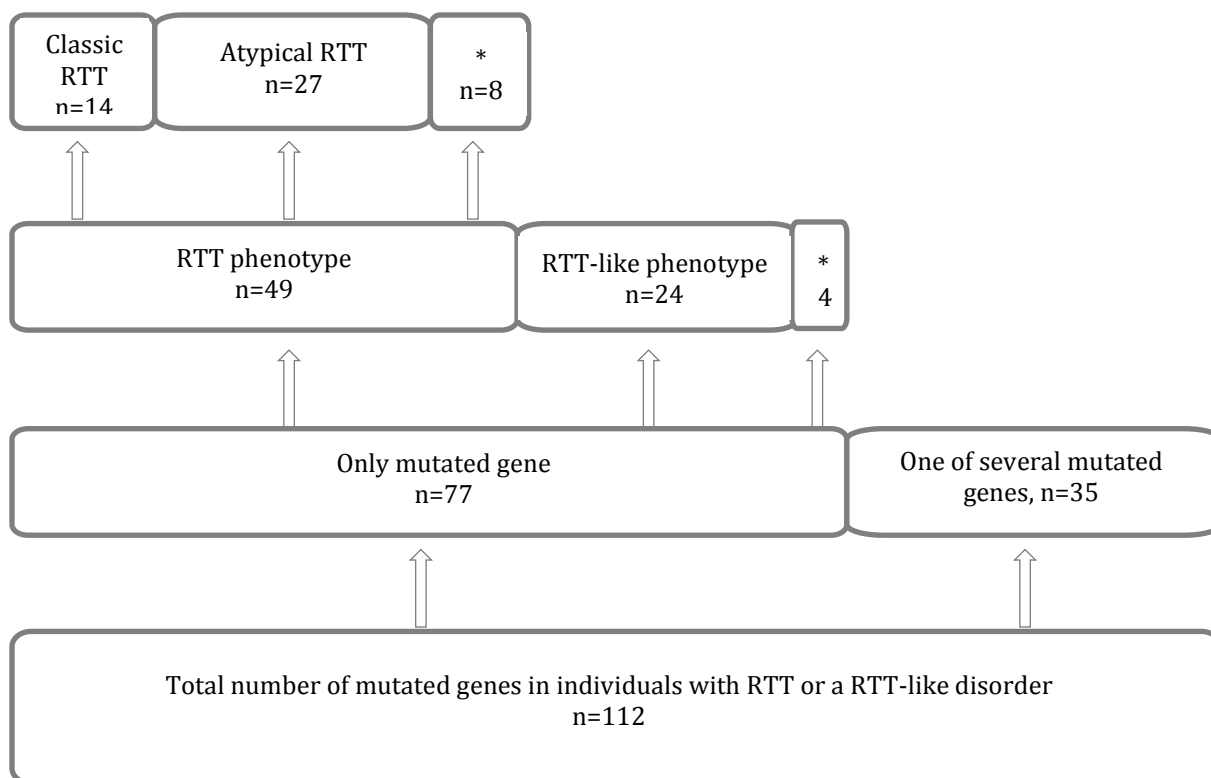 Classic
RTT
n=14
Atypical RTT
n=27
*
n=8
RTT phenotype
n=49
RTT-like phenotype
n=24
*
4
Only mutated gene
n=77
One of several mutated
genes, n=35
Total number of mutated genes in individuals with RTT or a RTT-like disorder
n=112